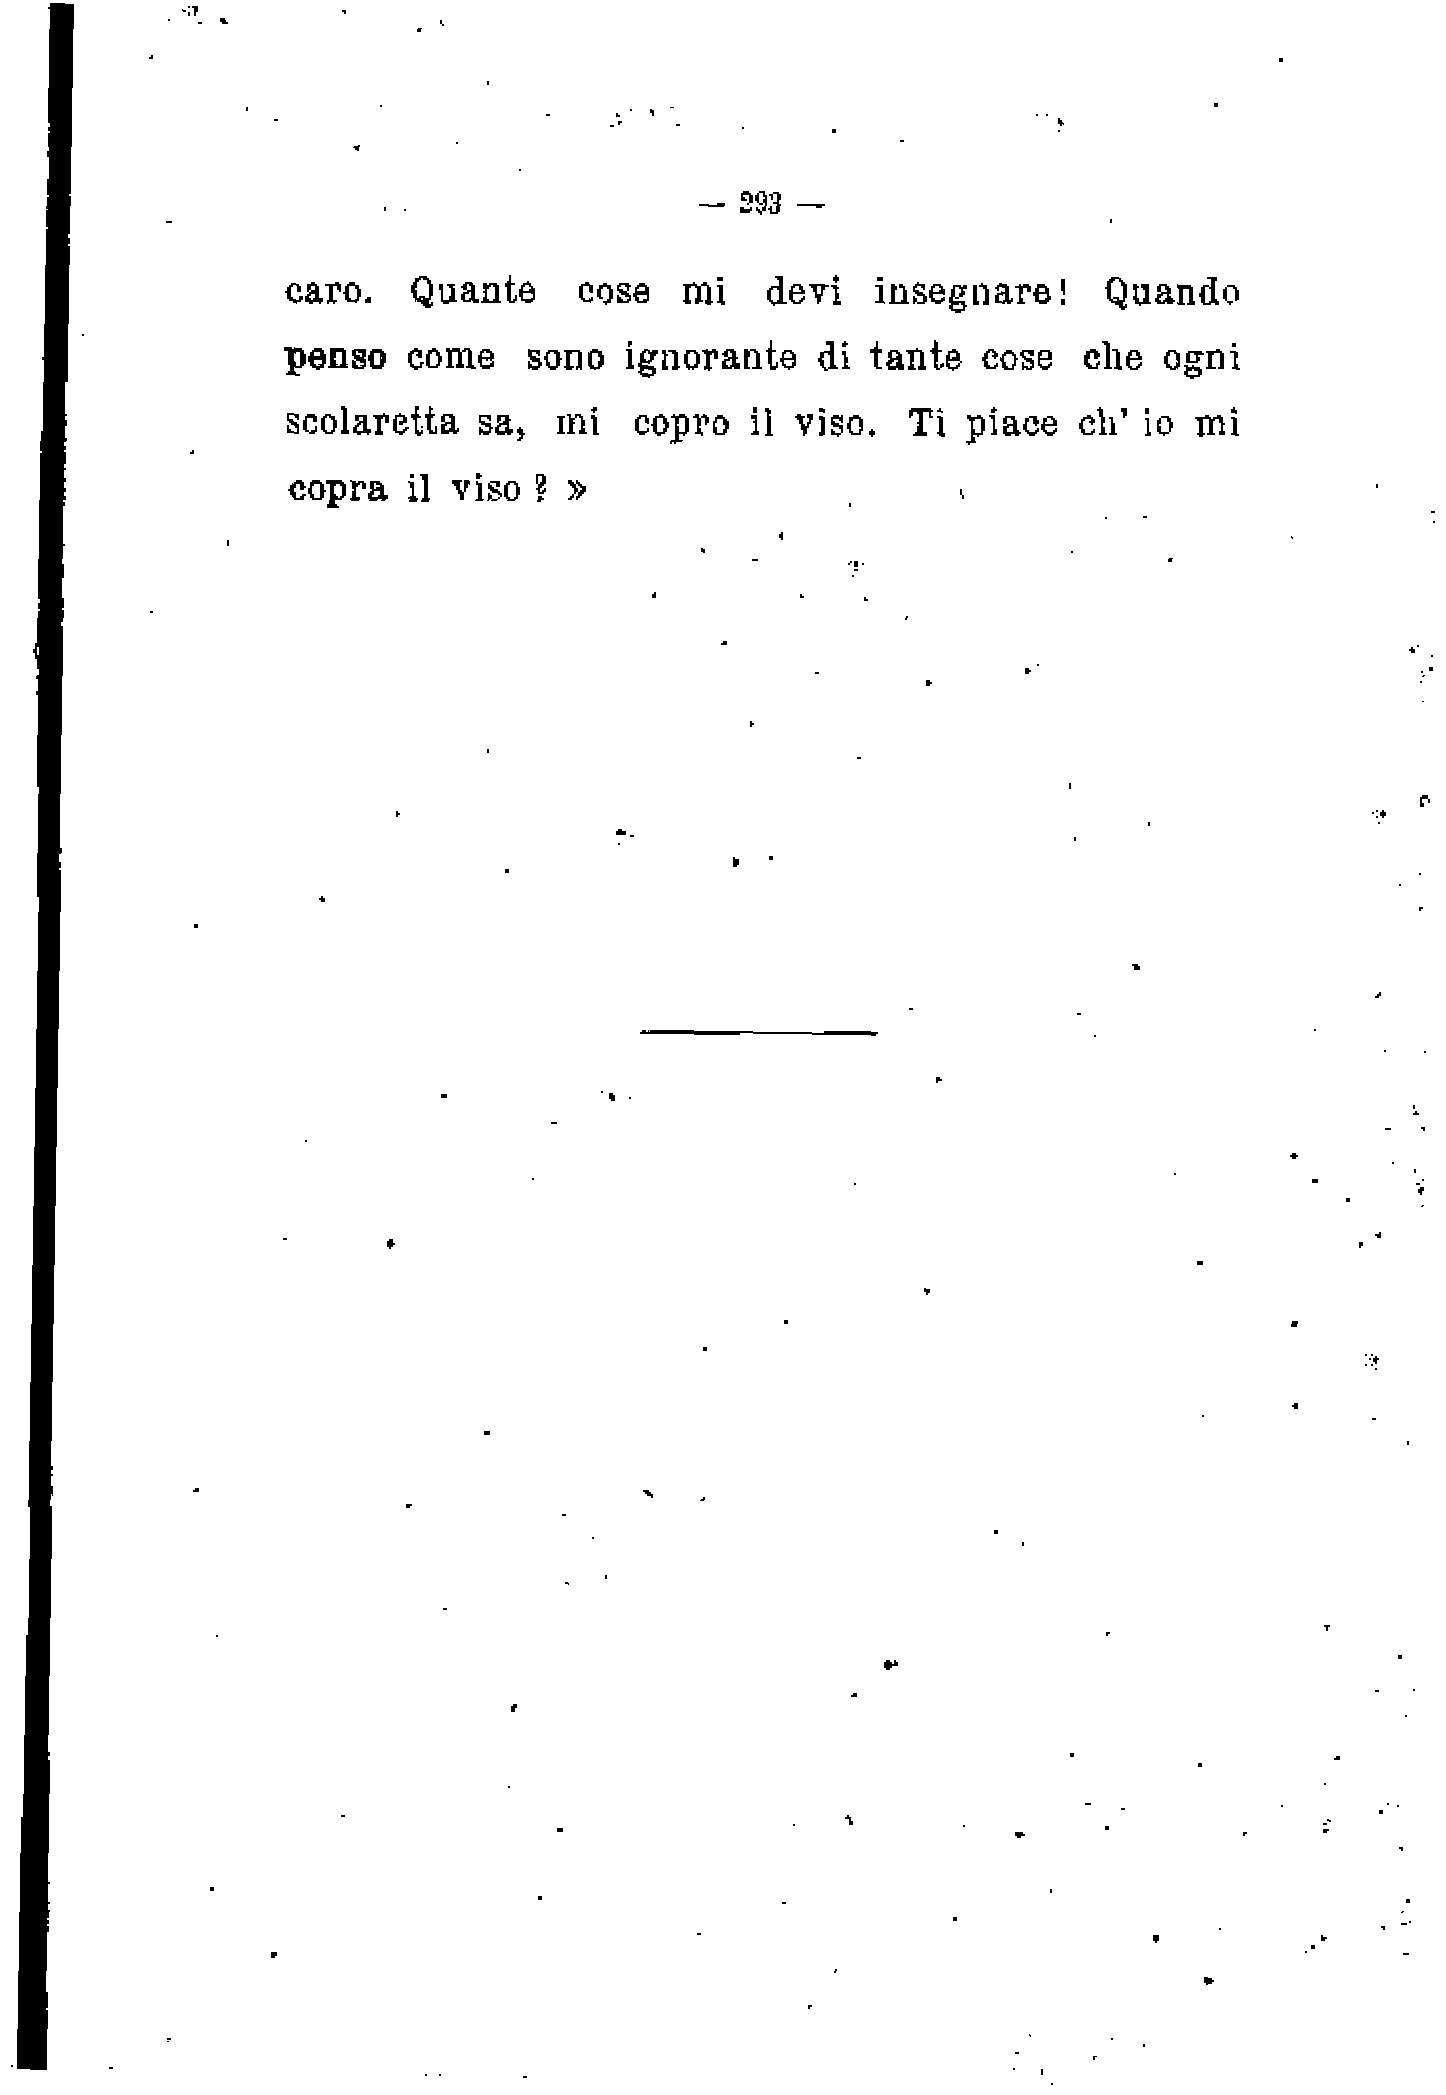 — 293 —
caro. Quante cose mi devi insegnare! Quando
penso come sono ignorante di tante cose che ogni
scolaretta sa, mi copro il viso. Ti piace ch' io mi
copra il viso? »